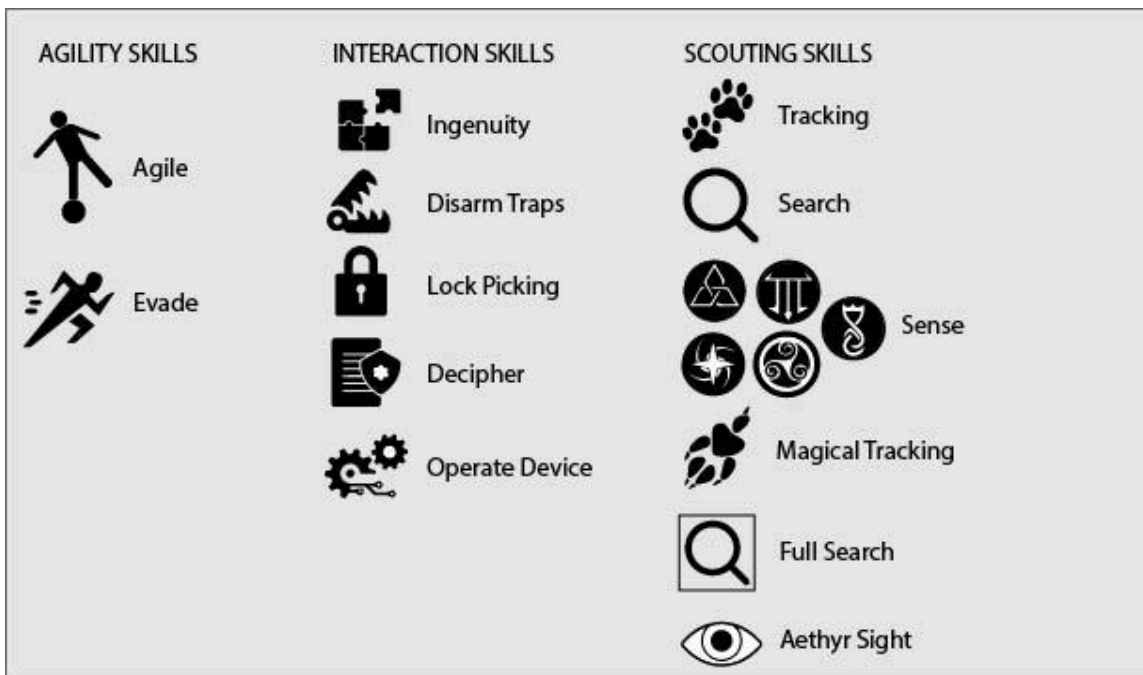 AGILITY SKILLS
Agile
Evade
INTERACTION SKILLS
Ingenuity
Disarm Traps
Lock Picking
Decipher
Operate Device
SCOUTING SKILLS
Tracking
Search
Sense
Magical Tracking
Full Search
Aethyr Sight